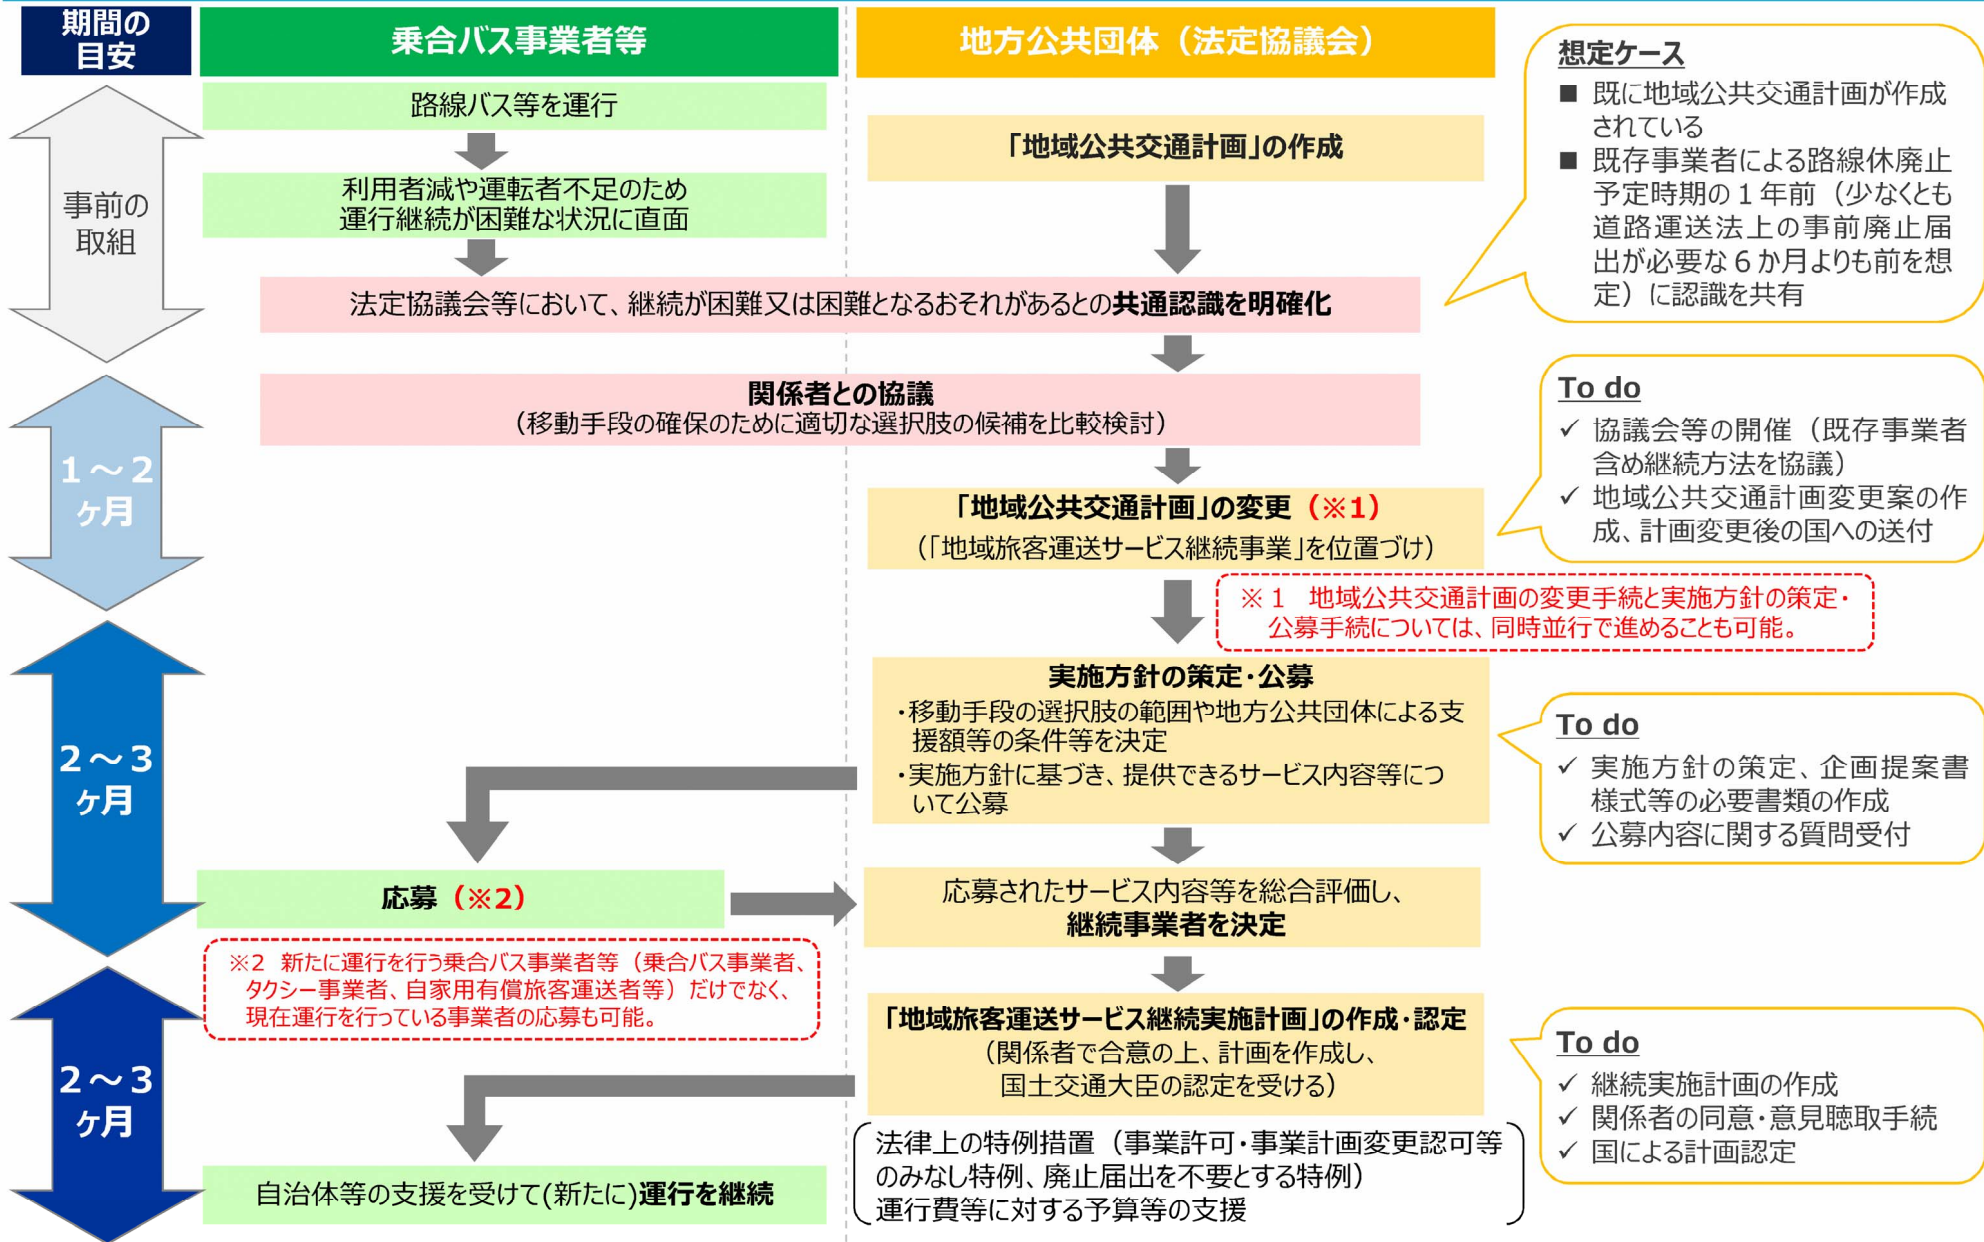 期間の
目安
乗合バス事業者等
地方公共団体（法定協議会）
事前の
取組
路線バス等を運行
利用者減や運転者不足のため
運行継続が困難な状況に直面
「地域公共交通計画」の作成
法定協議会等において、継続が困難又は困難となるおそれがあるとの共通認識を明確化
想定ケース
■ 既に地域公共交通計画が作成
されている
■ 既存事業者による路線休廃止
予定時期の１年前（少なくとも
道路運送法上の事前廃止届
出が必要な６か月よりも前を想
定）に認識を共有
１～２
ヶ月
関係者との協議
（移動手段の確保のために適切な選択肢の候補を比較検討）
「地域公共交通計画」の変更（※1）
（「地域旅客運送サービス継続事業」を位置づけ）
To do
✓ 協議会等の開催（既存事業者
含め継続方法を協議）
✓ 地域公共交通計画変更案の作
成、計画変更後の国への送付
※１　地域公共交通計画の変更手続と実施方針の策定・
公募手続については、同時並行で進めることも可能。
２～３
ヶ月
実施方針の策定・公募
・移動手段の選択肢の範囲や地方公共団体による支
援額等の条件等を決定
・実施方針に基づき、提供できるサービス内容等につ
いて公募
To do
✓ 実施方針の策定、企画提案書
様式等の必要書類の作成
✓ 公募内容に関する質問受付
応募（※2）
応募されたサービス内容等を総合評価し、
継続事業者を決定
※2　新たに運行を行う乗合バス事業者等（乗合バス事業者、
タクシー事業者、自家用有償旅客運送者等）だけでなく、
現在運行を行っている事業者の応募も可能。
２～３
ヶ月
「地域旅客運送サービス継続実施計画」の作成・認定
（関係者で合意の上、計画を作成し、
国土交通大臣の認定を受ける）
To do
✓ 継続実施計画の作成
✓ 関係者の同意・意見聴取手続
✓ 国による計画認定
自治体等の支援を受けて(新たに)運行を継続
法律上の特例措置（事業許可・事業計画変更認可等
のみなし特例、廃止届出を不要とする特例）
運行費等に対する予算等の支援